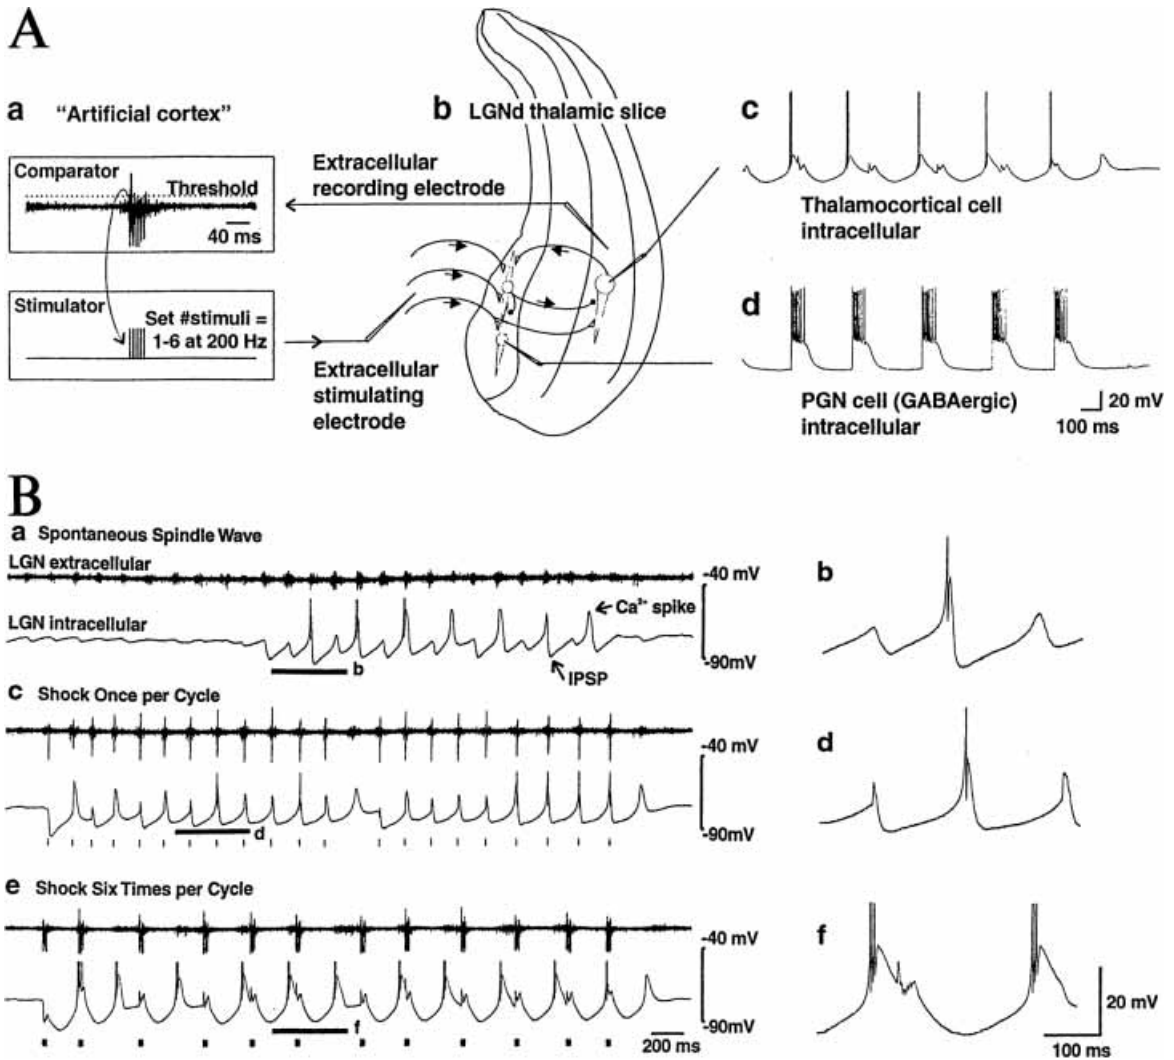 A
a "Artificial cortex"
Comparator
Threshold
40 ms
Stimulator
Set #stimuli =
1-6 at 200 Hz
Extracellular
recording electrode
Extracellular
stimulating
electrode
b LGNd thalamic slice
c
Thalamocortical cell
intracellular
d
PGN cell (GABAergic)
intracellular
20 mV
100 ms
B
a Spontaneous Spindle Wave
LGN extracellular
-40 mV
LGN intracellular
Ca²⁺ spike
IPSP
b
-90mV
b
c Shock Once per Cycle
-40 mV
d
-90mV
d
e Shock Six Times per Cycle
-40 mV
f
-90mV
200 ms
f
20 mV
100 ms